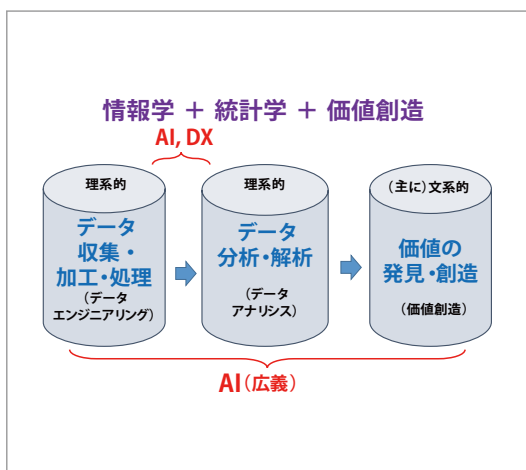 情報学 + 統計学 + 価値創造
AI, DX
理系的
データ
収集・
加工・処理
(データ
エンジニアリング)
理系的
データ
分析・解析
(データ
アナリシス)
(主に)文系的
価値の
発見・創造
(価値創造)
AI(広義)